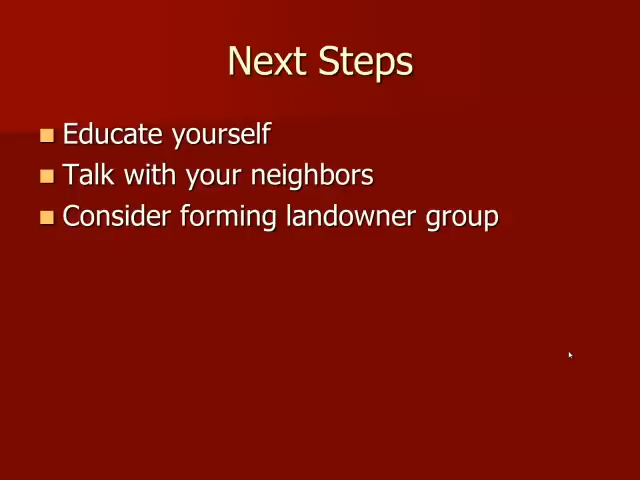 Next Steps
Educate yourself
Talk with your neighbors
Consider forming landowner group